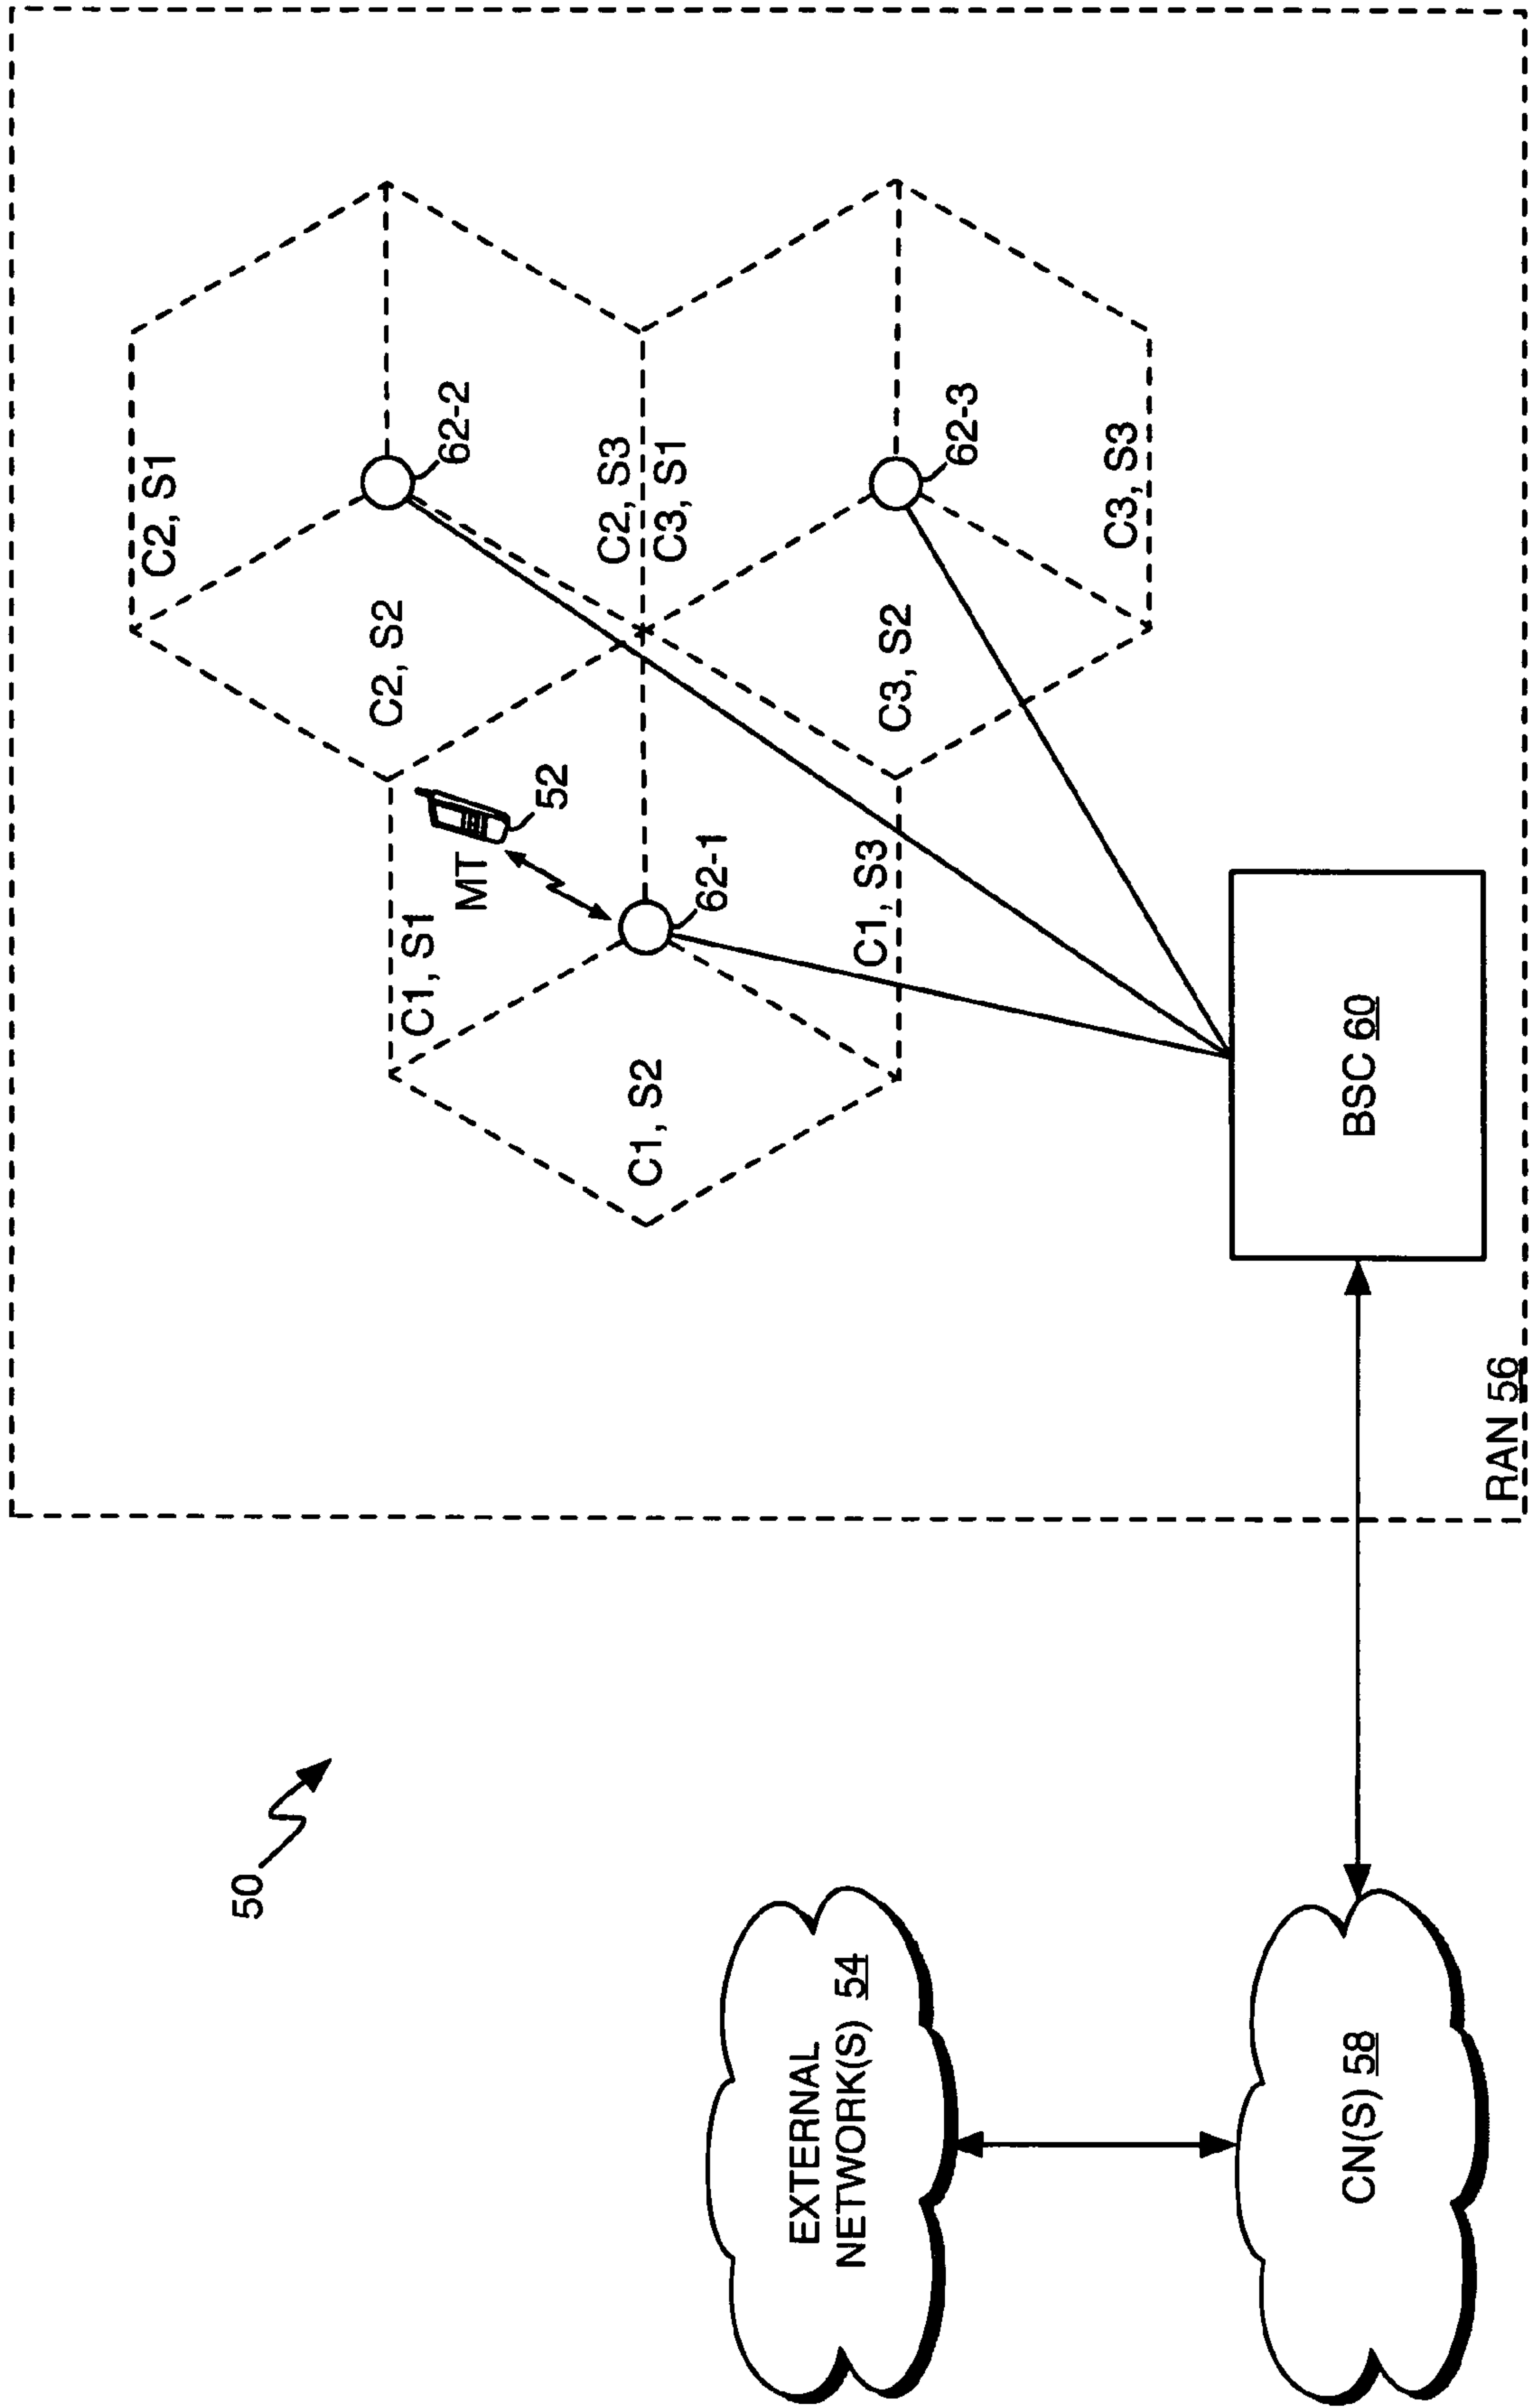 50
EXTERNAL
NETWORK(S) 54
CN(S) 58
RAN 56
BSC 60
C2, S1
62-2
C2, S2
C2, S3
C3, S1
C1, S1
MT
52
62-1
C1, S2
C1, S3
C3, S2
62-3
C3, S3